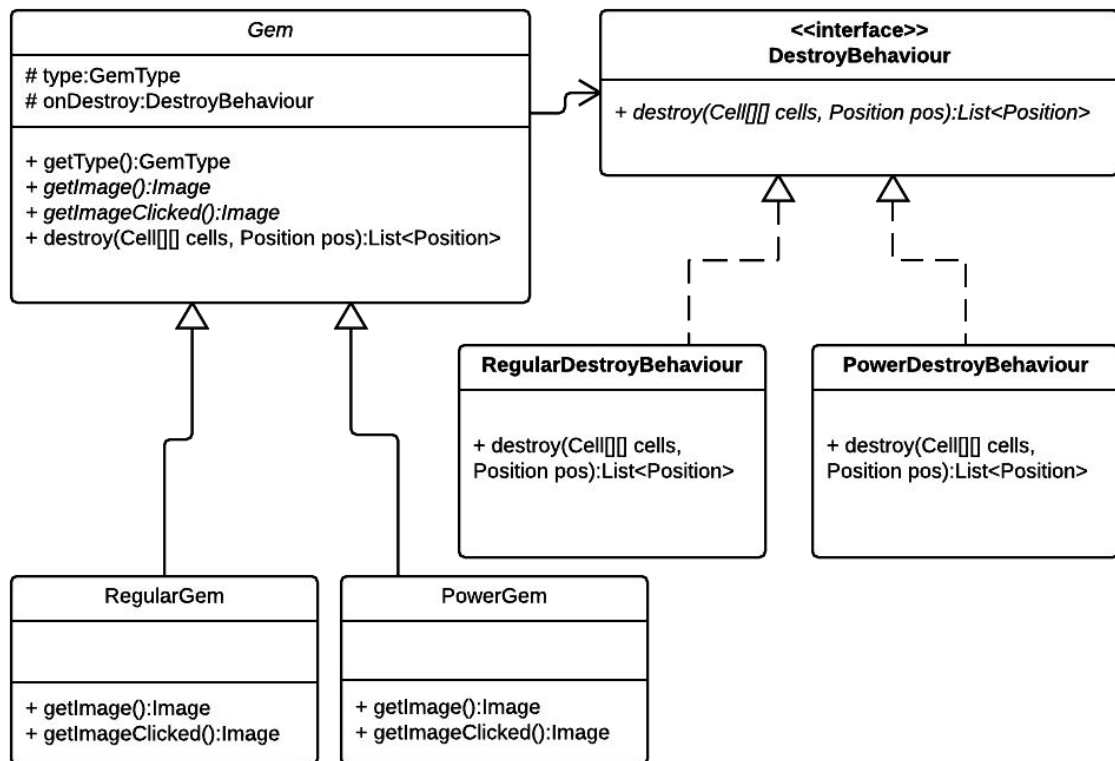 Gem
# type:GemType
# onDestroy:DestroyBehaviour
+ getType():GemType
+ getImage():Image
+ getImageClicked():Image
+ destroy(Cell[][] cells, Position pos):List<Position>
<<interface>>
DestroyBehaviour
+ destroy(Cell[][] cells, Position pos):List<Position>
RegularDestroyBehaviour
+ destroy(Cell[][] cells,
Position pos):List<Position>
PowerDestroyBehaviour
+ destroy(Cell[][] cells,
Position pos):List<Position>
RegularGem
+ getImage():Image
+ getImageClicked():Image
PowerGem
+ getImage():Image
+ getImageClicked():Image